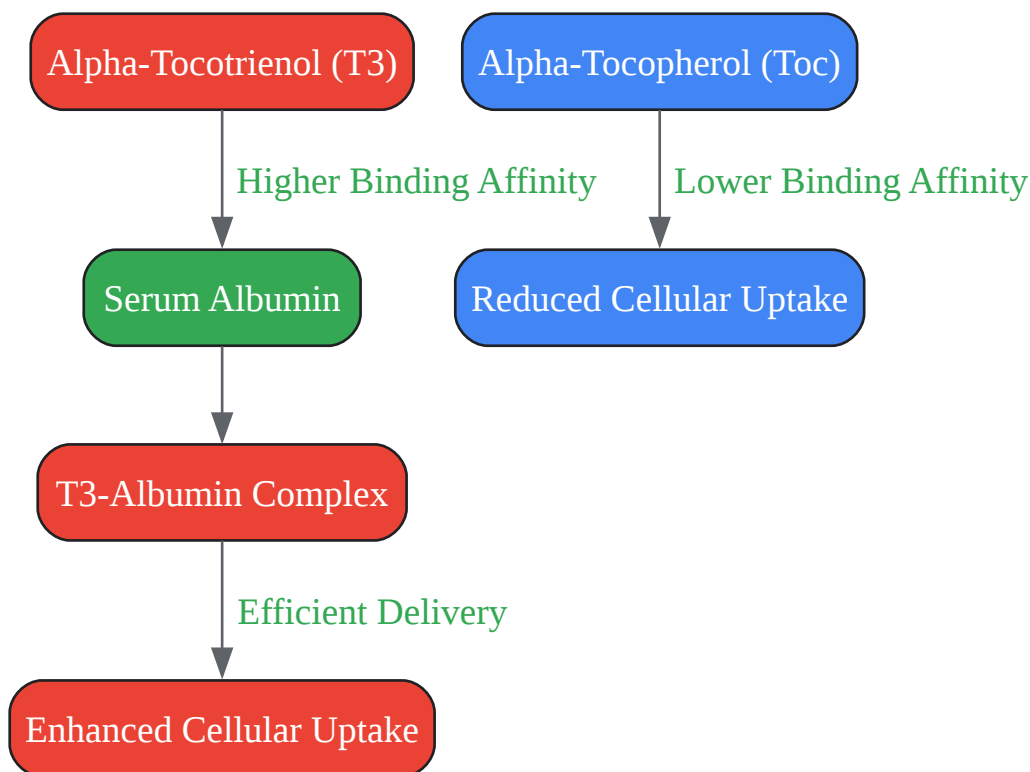 Alpha-Tocotrienol (T3)
Alpha-Tocopherol (Toc)
Higher Binding Affinity
Lower Binding Affinity
Serum Albumin
Reduced Cellular Uptake
T3-Albumin Complex
Efficient Delivery
Enhanced Cellular Uptake